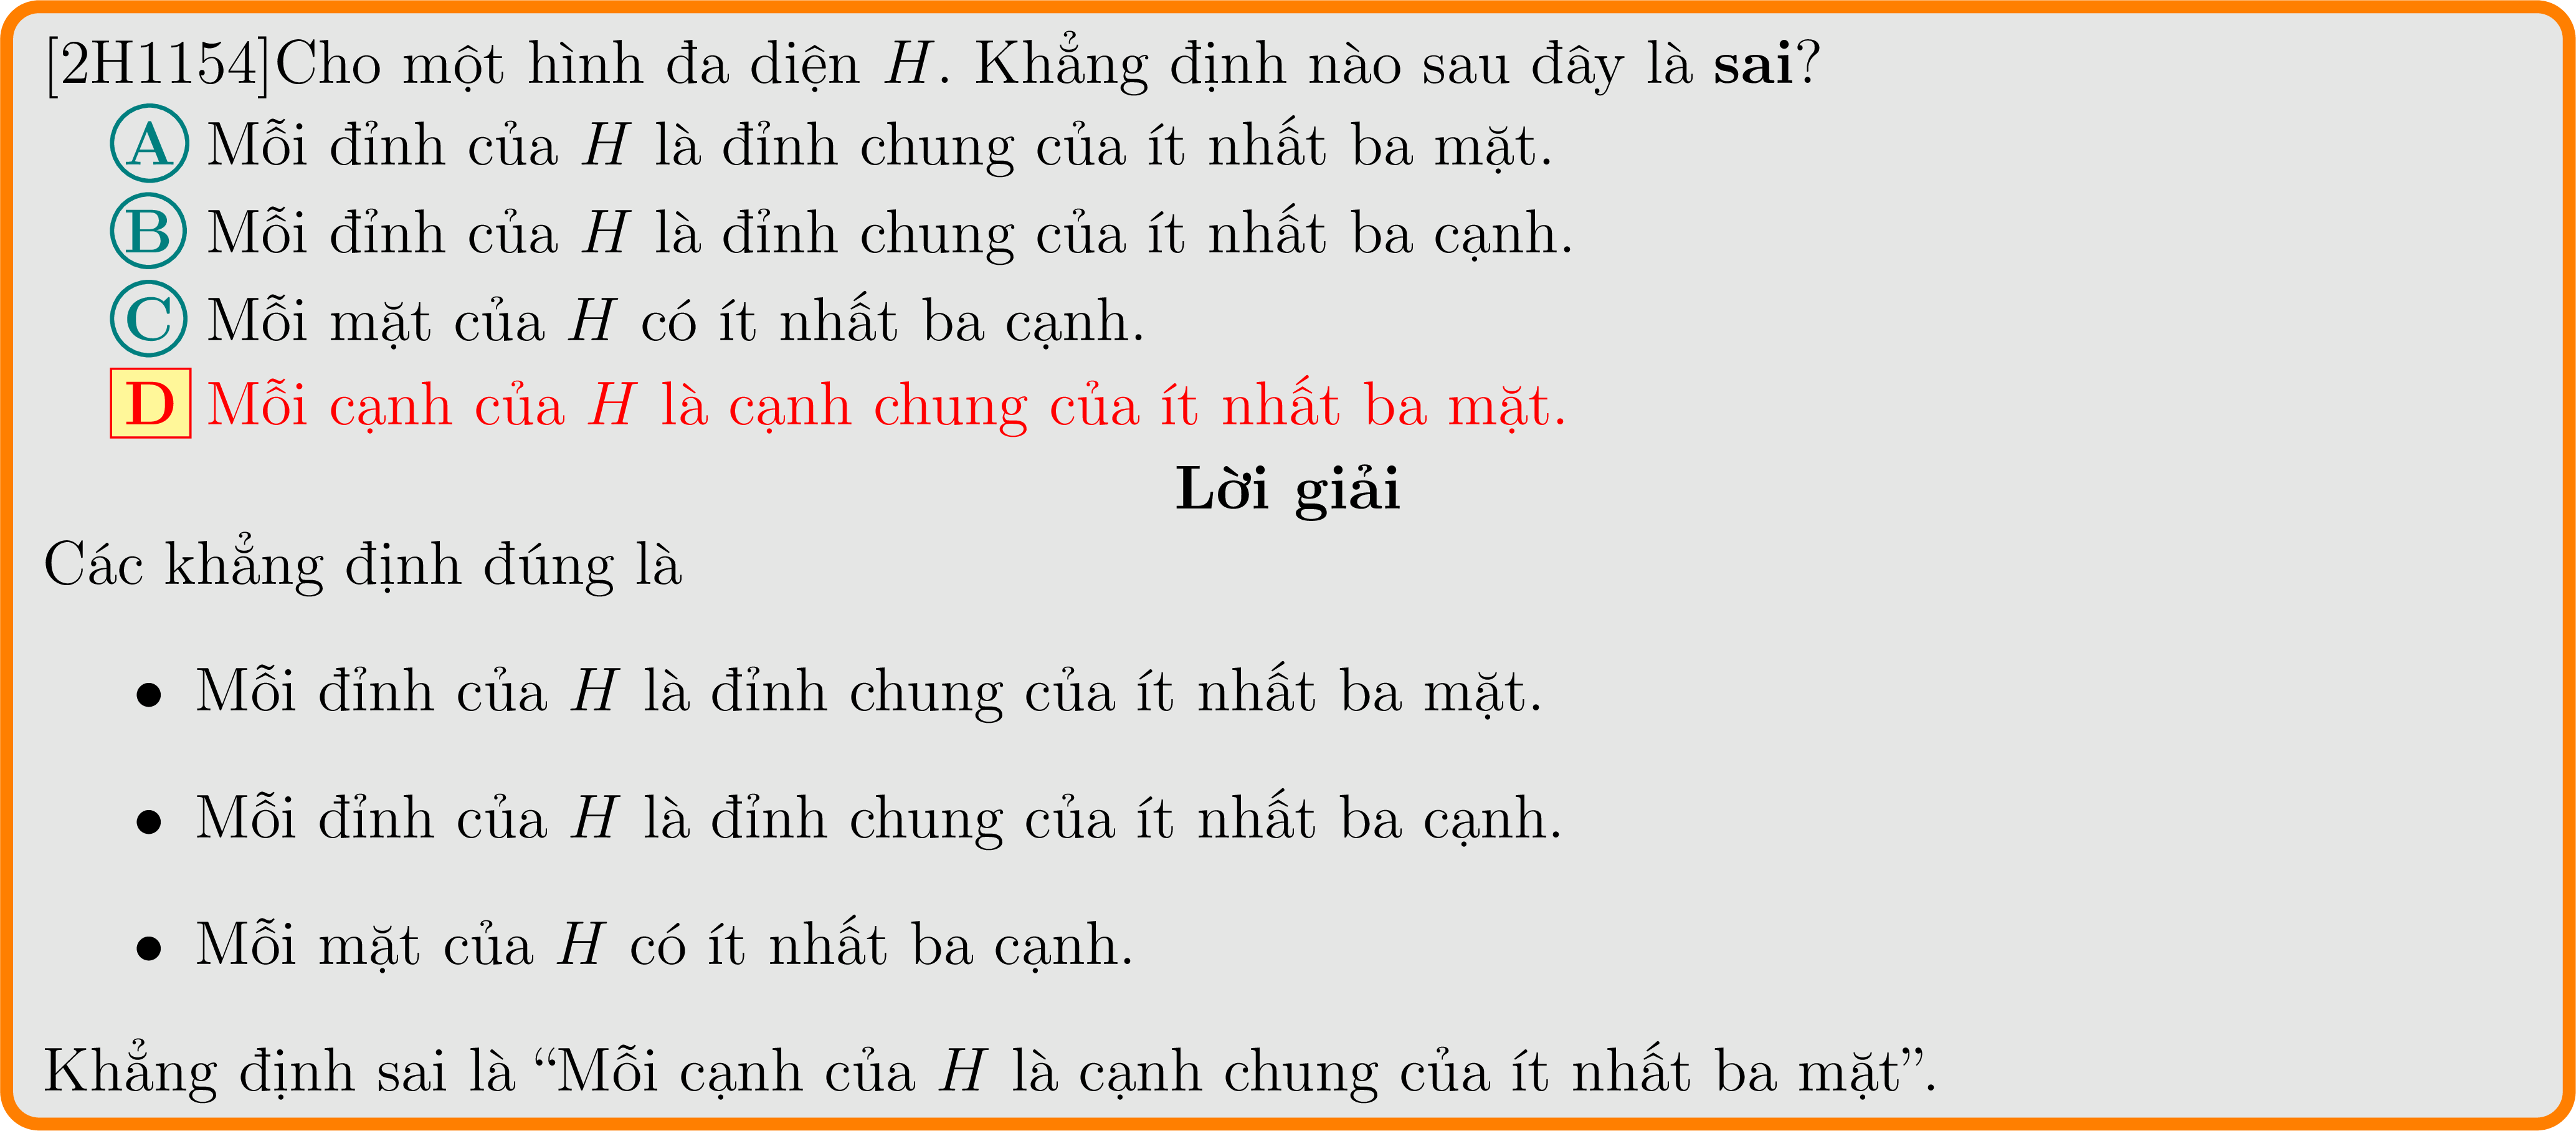 [2H1154]Cho một hình đa diện H. Khẳng định nào sau đây là sai?
A Mỗi đỉnh của H là đỉnh chung của ít nhất ba mặt.
B Mỗi đỉnh của H là đỉnh chung của ít nhất ba cạnh.
C Mỗi mặt của H có ít nhất ba cạnh.
D Mỗi cạnh của H là cạnh chung của ít nhất ba mặt.
Lời giải
Các khẳng định đúng là
• Mỗi đỉnh của H là đỉnh chung của ít nhất ba mặt.
• Mỗi đỉnh của H là đỉnh chung của ít nhất ba cạnh.
• Mỗi mặt của H có ít nhất ba cạnh.
Khẳng định sai là “Mỗi cạnh của H là cạnh chung của ít nhất ba mặt”.